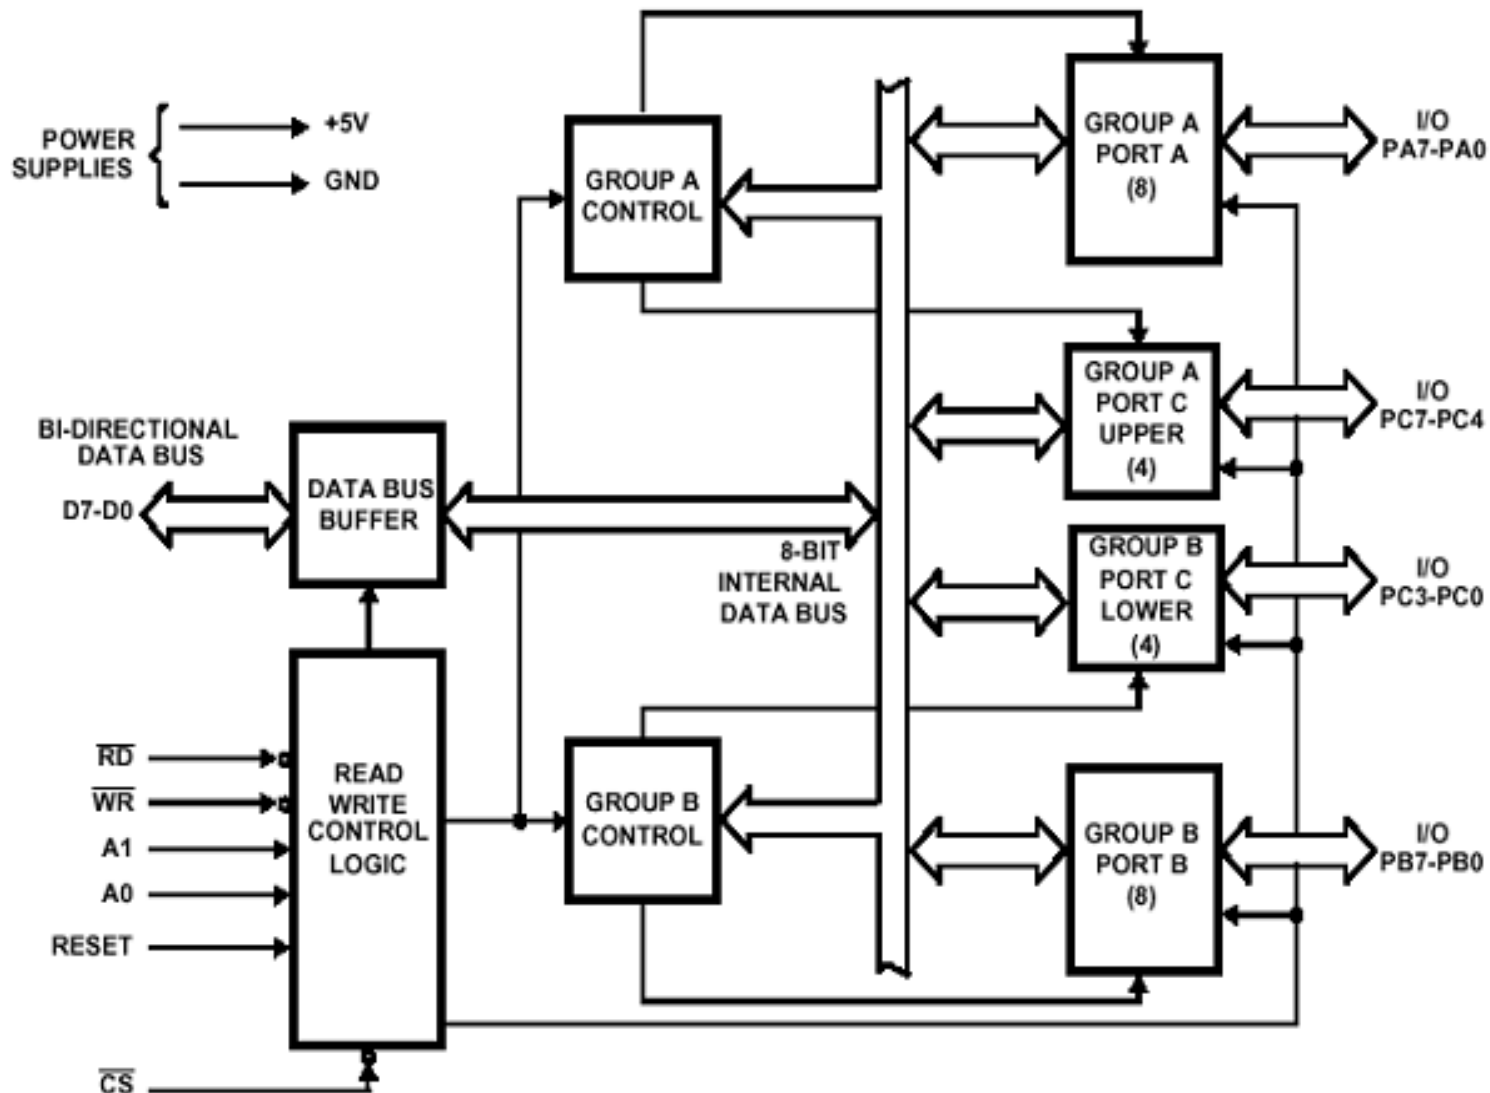 POWER
SUPPLIES
+5V
GND
GROUP A
CONTROL
GROUP A
PORT A
(8)
I/O
PA7-PA0
GROUP A
PORT C
UPPER
(4)
I/O
PC7-PC4
BI-DIRECTIONAL
DATA BUS
D7-D0
DATA BUS
BUFFER
8-BIT
INTERNAL
DATA BUS
GROUP B
PORT C
LOWER
(4)
I/O
PC3-PC0
RD
WR
A1
A0
RESET
CS
READ
WRITE
CONTROL
LOGIC
GROUP B
CONTROL
GROUP B
PORT B
(8)
I/O
PB7-PB0